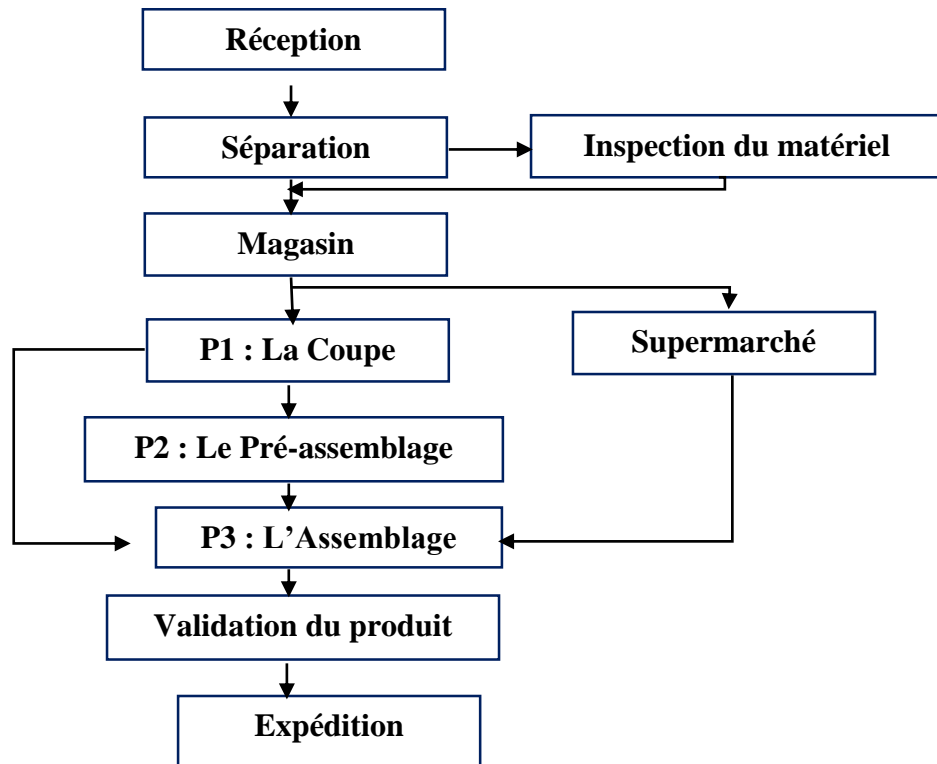 Réception
Séparation
Inspection du matériel
Magasin
P1 : La Coupe
Supermarché
P2 : Le Pré-assemblage
P3 : L’Assemblage
Validation du produit
Expédition